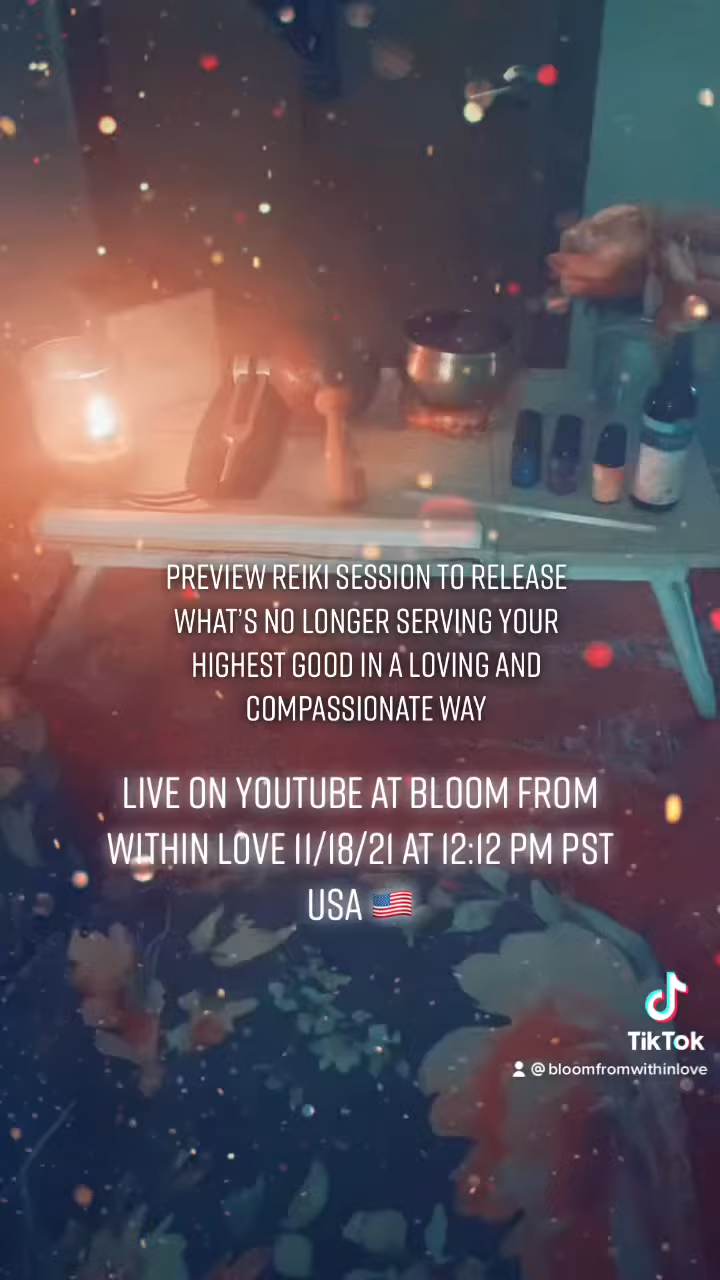 PREVIEW REIKI SESSION TO RELEASE
WHAT'S NO LONGER SERVING YOUR
HIGHEST GOOD IN A LOVING AND
COMPASSIONATE WAY
LIVE ON YOUTUBE AT BLOOM FROM
WITHIN LOVE 11/18/21 AT 12:12 PM PST
USA 🇺🇸
TikTok
@bloomfromwithinlove